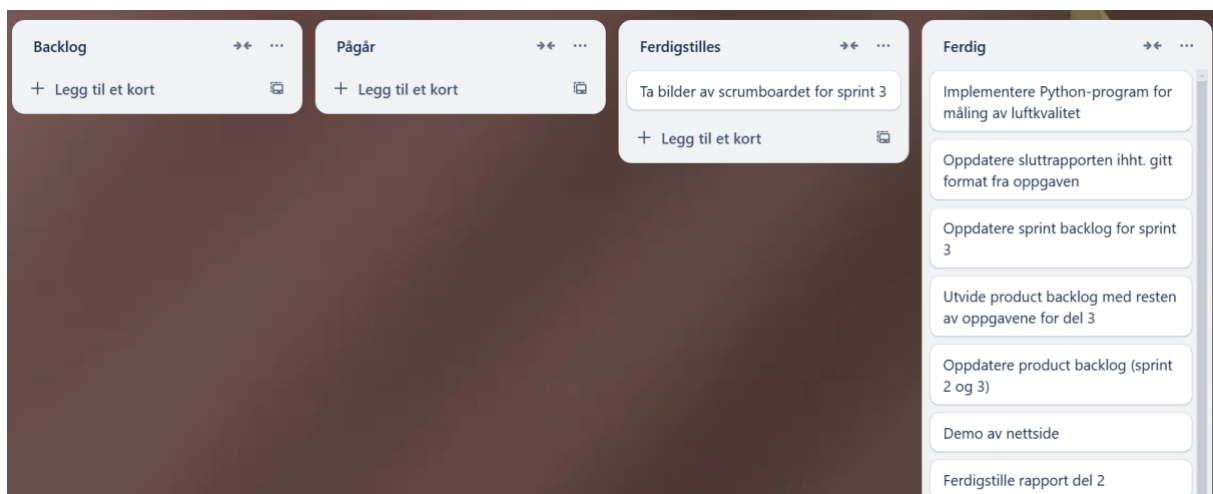 Backlog
+ Legg til et kort
Pågår
+ Legg til et kort
Ferdigstilles
Ta bilder av scrumboardet for sprint 3
+ Legg til et kort
Ferdig
Implementere Python-program for
måling av luftkvalitet
Oppdatere sluttrapporten ihht. gitt
format fra oppgaven
Oppdatere sprint backlog for sprint
3
Utvide product backlog med resten
av oppgavene for del 3
Oppdatere product backlog (sprint
2 og 3)
Demo av nettside
Ferdigstille rapport del 2